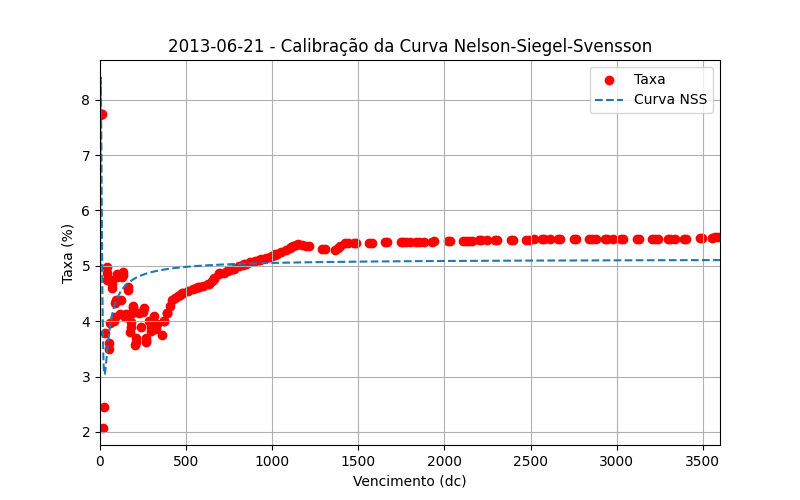 2013-06-21 - Calibração da Curva Nelson-Siegel-Svensson
Taxa
Curva NSS
Taxa (%)
8
7
6
5
4
3
2
0 500 1000 1500 2000 2500 3000 3500
Vencimento (dc)